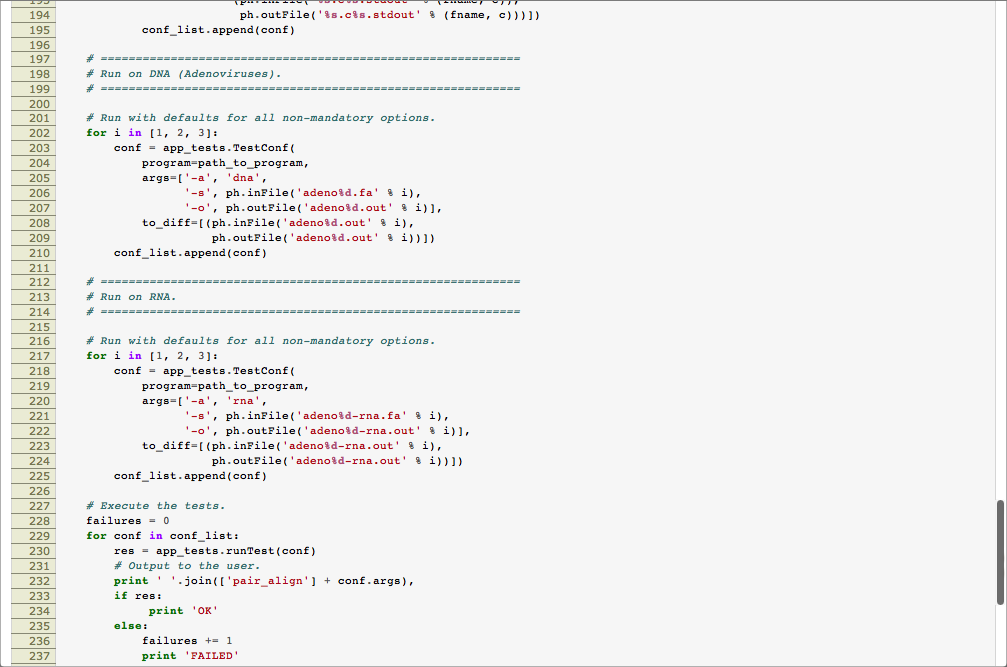 193 (ph.inFile('%s.c%s.stdout' % (fname, c)),
194 ph.outFile('%s.c%s.stdout' % (fname, c)))])
195 conf_list.append(conf)
196
197 # ============================================================
198 # Run on DNA (Adenoviruses).
199 # ============================================================
200
201 # Run with defaults for all non-mandatory options.
202 for i in [1, 2, 3]:
203 conf = app_tests.TestConf(
204 program=path_to_program,
205 args=['-a', 'dna',
206 '-s', ph.inFile('adeno%d.fa' % i),
207 '-o', ph.outFile('adeno%d.out' % i)],
208 to_diff=[(ph.inFile('adeno%d.out' % i),
209 ph.outFile('adeno%d.out' % i))])
210 conf_list.append(conf)
211
212 # ============================================================
213 # Run on RNA.
214 # ============================================================
215
216 # Run with defaults for all non-mandatory options.
217 for i in [1, 2, 3]:
218 conf = app_tests.TestConf(
219 program=path_to_program,
220 args=['-a', 'rna',
221 '-s', ph.inFile('adeno%d-rna.fa' % i),
222 '-o', ph.outFile('adeno%d-rna.out' % i)],
223 to_diff=[(ph.inFile('adeno%d-rna.out' % i),
224 ph.outFile('adeno%d-rna.out' % i))])
225 conf_list.append(conf)
226
227 # Execute the tests.
228 failures = 0
229 for conf in conf_list:
230 res = app_tests.runTest(conf)
231 # Output to the user.
232 print ' '.join(['pair_align'] + conf.args),
233 if res:
234 print 'OK'
235 else:
236 failures += 1
237 print 'FAILED'